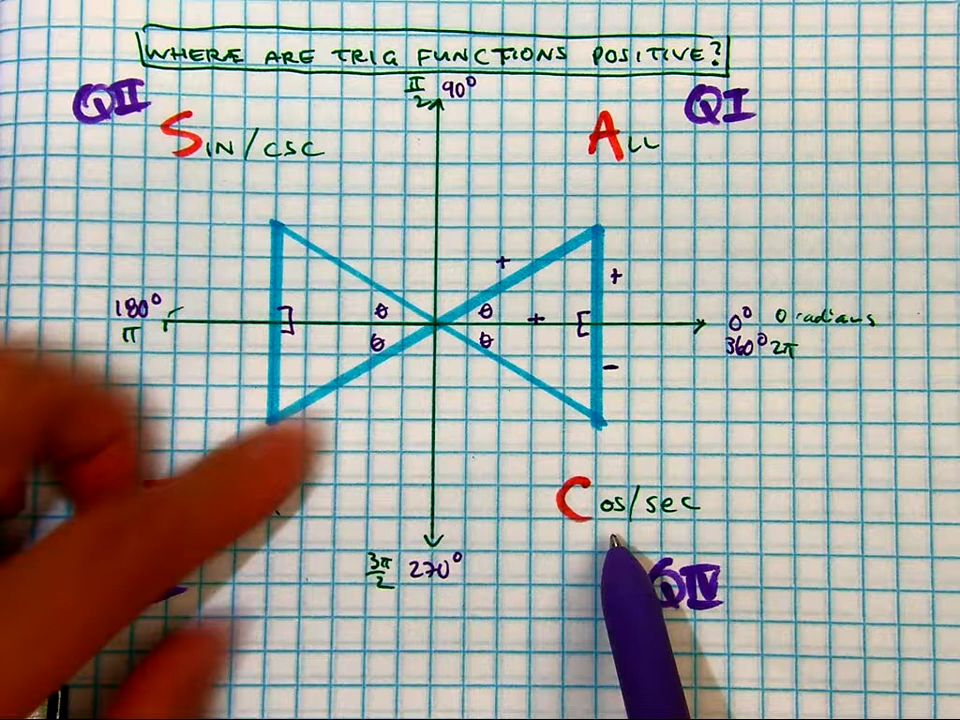 WHERE ARE TRIG FUNCTIONS POSITIVE?
π/2 90°
QII
QI
SIN/CSC
ALL
+
+
θ θ
+
180°
π
0° 0 radians
360° 2π
θ θ
-
COS/SEC
3π/2 270°
QIV